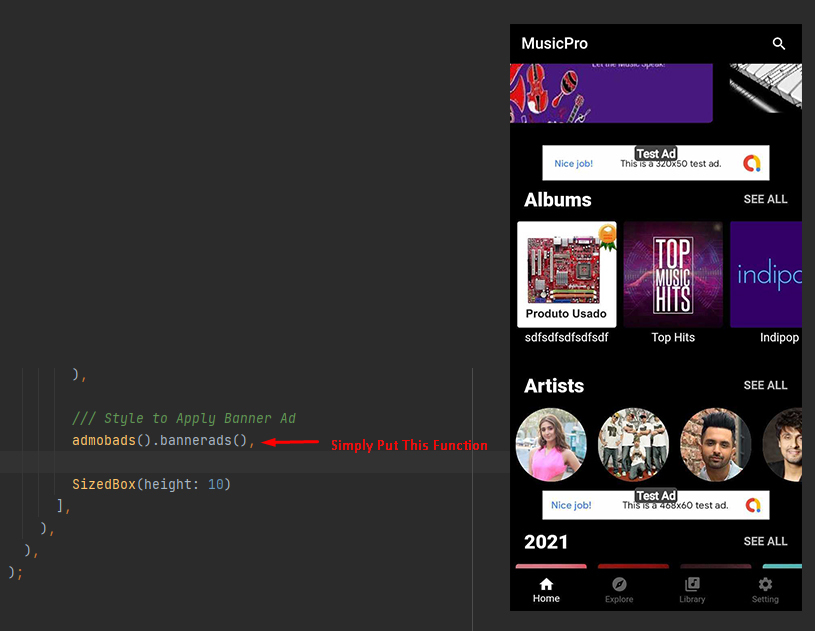 ),
/// Style to Apply Banner Ad
admobads().bannerads(),
Simply Put This Function
SizedBox(height: 10)
],
),
),
);
MusicPro
Let the Music Speak!
Test Ad
Nice job!
This is a 320x50 test ad.
Albums
SEE ALL
Produto Usado
TOP
MUSIC
HITS
indipo
sdfsdfsdfsdfsdf
Top Hits
Indipop
Artists
SEE ALL
Test Ad
Nice job!
This is a 468x60 test ad.
2021
SEE ALL
Home
Explore
Library
Setting